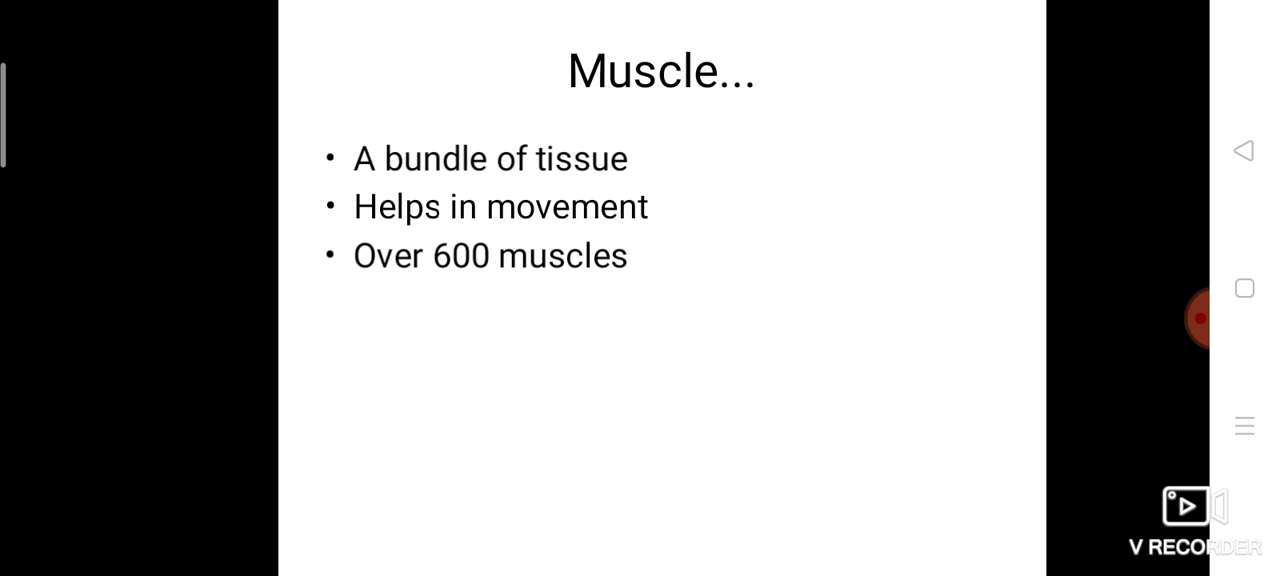 Muscle...
• A bundle of tissue
• Helps in movement
• Over 600 muscles
V RECORDER